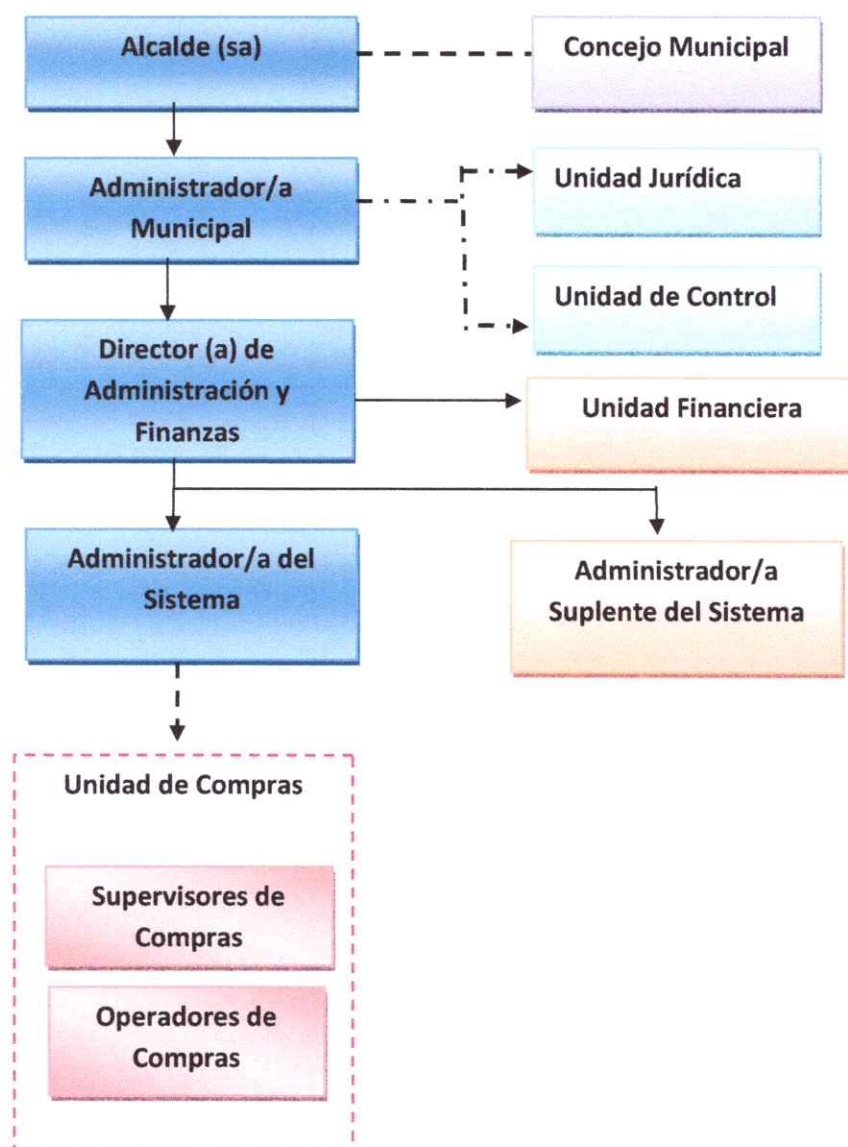 Alcalde (sa)
Concejo Municipal
Administrador/a
Municipal
Unidad Jurídica
Unidad de Control
Director (a) de
Administración y
Finanzas
Unidad Financiera
Administrador/a del
Sistema
Administrador/a
Suplente del Sistema
Unidad de Compras
Supervisores de
Compras
Operadores de
Compras